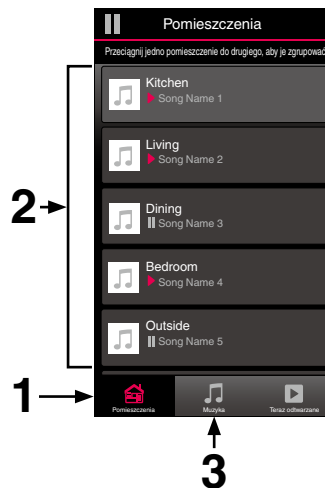 Pomieszczenia
Przeciągnij jedno pomieszczenie do drugiego, aby je zgrupować
Kitchen
Song Name 1
Living
Song Name 2
2
Dining
Song Name 3
Bedroom
Song Name 4
Outside
Song Name 5
1
Pomieszczenia
Muzyka
Teraz odtwarzane
3